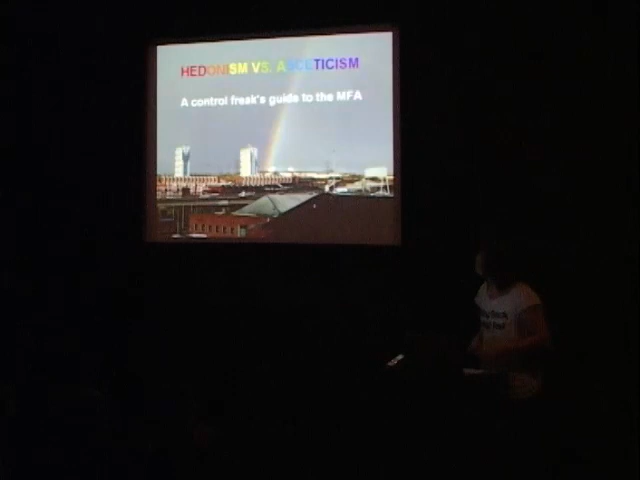 HEDONISM VS. ASCETICISM
A control freak's guide to the MFA